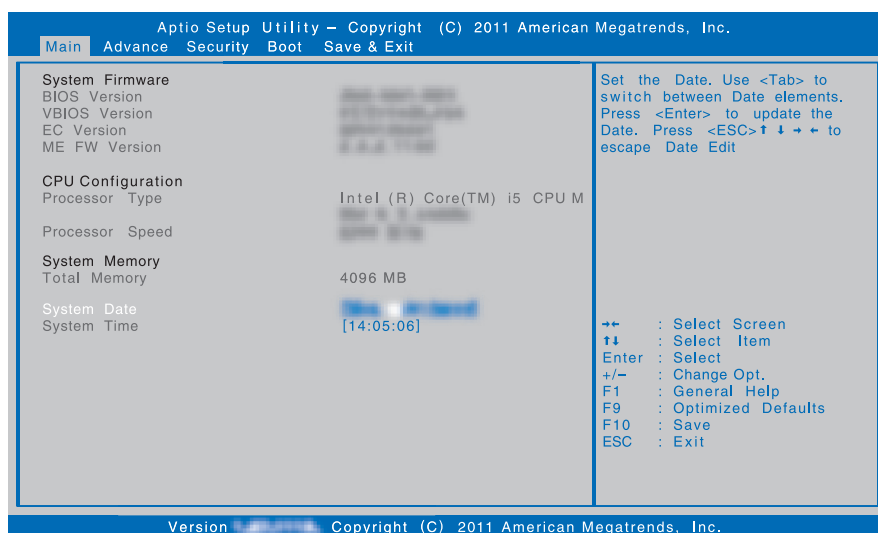 Aptio Setup Utility – Copyright (C) 2011 American Megatrends, Inc.
Main Advance Security Boot Save & Exit
System Firmware
BIOS Version
VBIOS Version
EC Version
ME FW Version
CPU Configuration
Processor Type Intel (R) Core(TM) i5 CPU M
Processor Speed
System Memory
Total Memory 4096 MB
System Date
System Time [14:05:06]
Set the Date. Use <Tab> to
switch between Date elements.
Press <Enter> to update the
Date. Press <ESC>↑ ↓ → ← to
escape Date Edit
→← : Select Screen
↑↓ : Select Item
Enter : Select
+/– : Change Opt.
F1 : General Help
F9 : Optimized Defaults
F10 : Save
ESC : Exit
Version Copyright (C) 2011 American Megatrends, Inc.